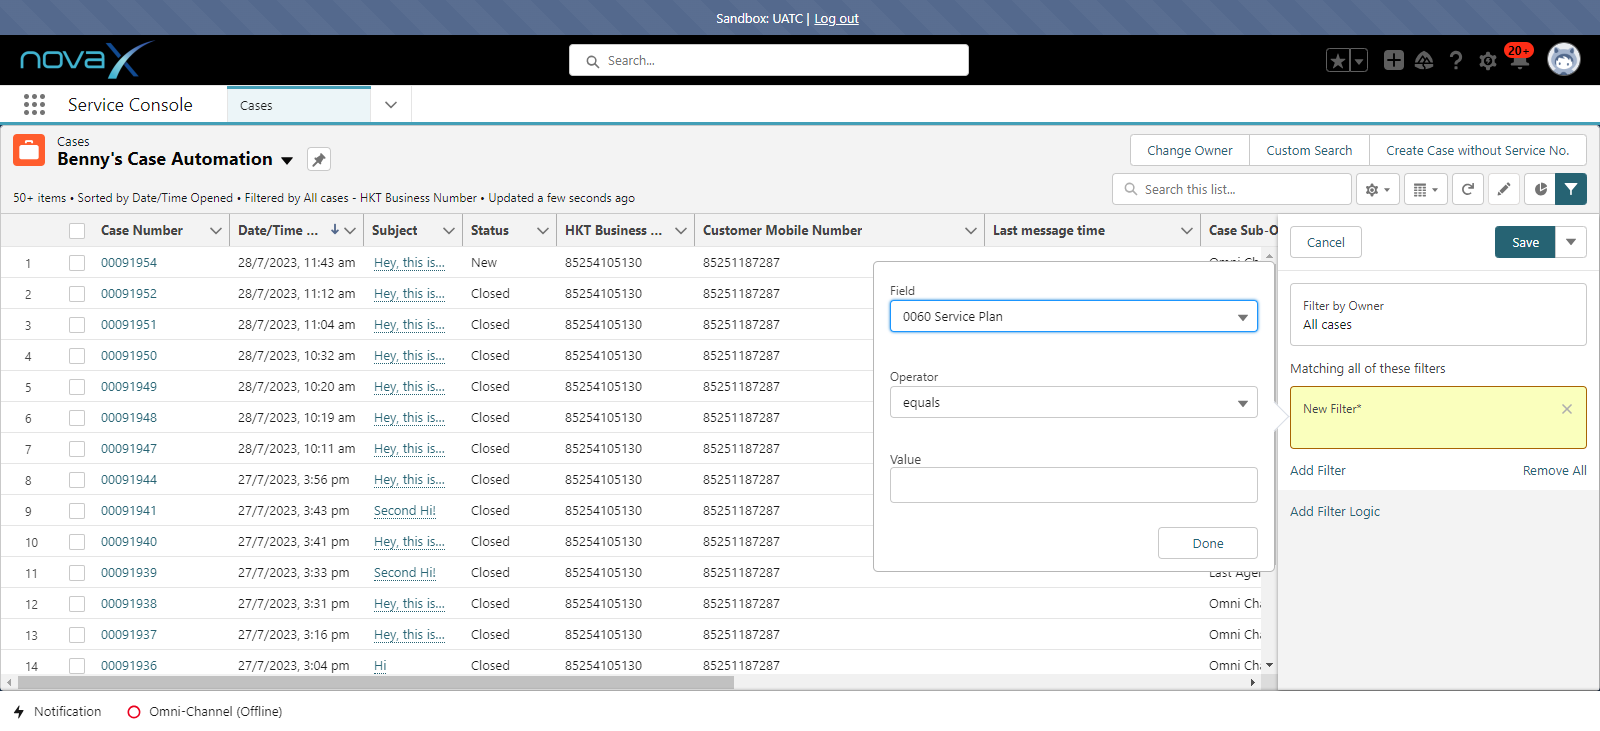 Sandbox: UATC | Log out
novaX
Search...
20+
Service Console
Cases
Cases
Benny's Case Automation
Change Owner
Custom Search
Create Case without Service No.
50+ items • Sorted by Date/Time Opened • Filtered by All cases - HKT Business Number • Updated a few seconds ago
Search this list...
Case Number Date/Time ... Subject Status HKT Business ... Customer Mobile Number Last message time Case Sub-O
1 00091954 28/7/2023, 11:43 am Hey, this is... New 85254105130 85251187287
2 00091952 28/7/2023, 11:12 am Hey, this is... Closed 85254105130 85251187287
3 00091951 28/7/2023, 11:04 am Hey, this is... Closed 85254105130 85251187287
4 00091950 28/7/2023, 10:32 am Hey, this is... Closed 85254105130 85251187287
5 00091949 28/7/2023, 10:20 am Hey, this is... Closed 85254105130 85251187287
6 00091948 28/7/2023, 10:19 am Hey, this is... Closed 85254105130 85251187287
7 00091947 28/7/2023, 10:11 am Hey, this is... Closed 85254105130 85251187287
8 00091944 27/7/2023, 3:56 pm Hey, this is... Closed 85254105130 85251187287
9 00091941 27/7/2023, 3:43 pm Second Hi! Closed 85254105130 85251187287
10 00091940 27/7/2023, 3:41 pm Hey, this is... Closed 85254105130 85251187287
11 00091939 27/7/2023, 3:33 pm Second Hi! Closed 85254105130 85251187287 Last Age
12 00091938 27/7/2023, 3:31 pm Hey, this is... Closed 85254105130 85251187287 Omni Cha
13 00091937 27/7/2023, 3:16 pm Hey, this is... Closed 85254105130 85251187287 Omni Cha
14 00091936 27/7/2023, 3:04 pm Hi Closed 85254105130 85251187287 Omni Cha
Field
0060 Service Plan
Operator
equals
Value
Done
Cancel
Save
Filter by Owner
All cases
Matching all of these filters
New Filter*
Add Filter
Remove All
Add Filter Logic
Notification
Omni-Channel (Offline)